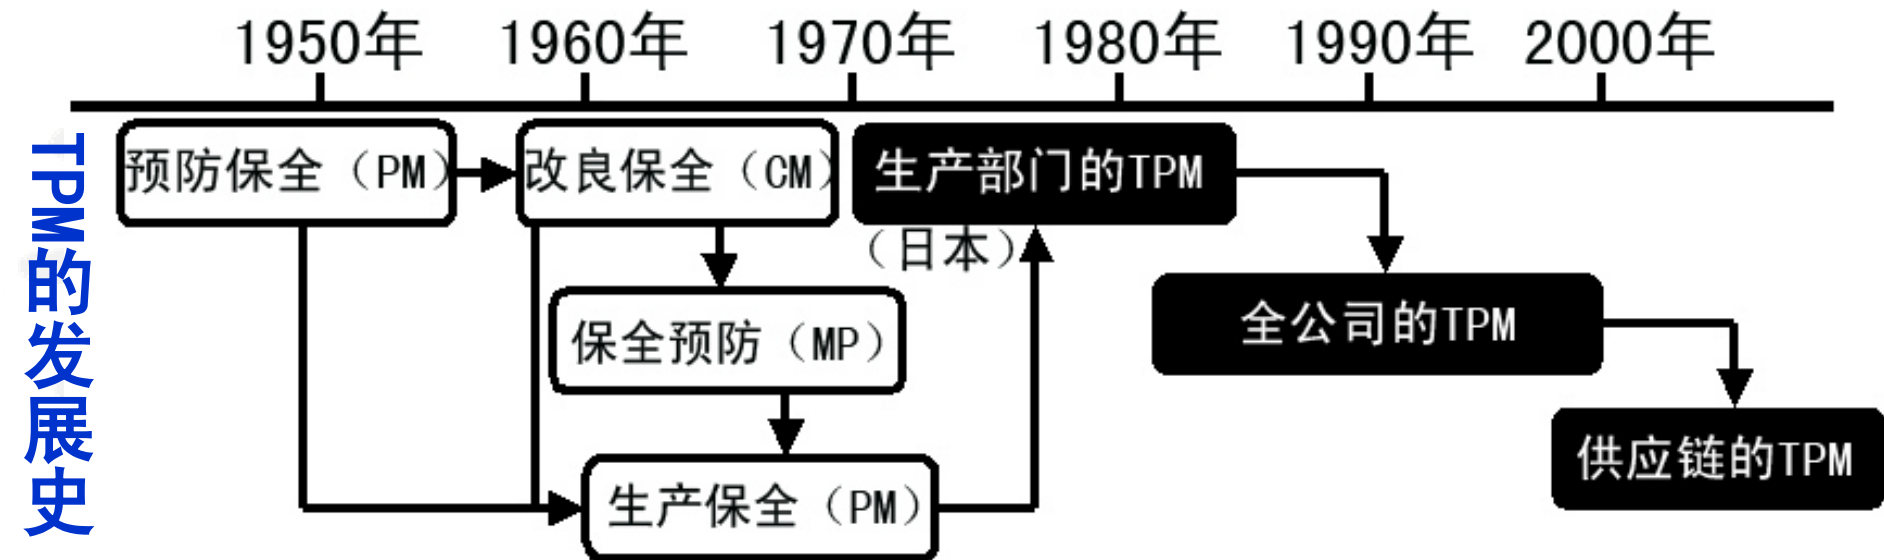 1950年 1960年 1970年 1980年 1990年 2000年
TPM的发展史
预防保全（PM） 改良保全（CM） 生产部门的TPM
（日本）
保全预防（MP） 全公司的TPM
供应链的TPM
生产保全（PM）